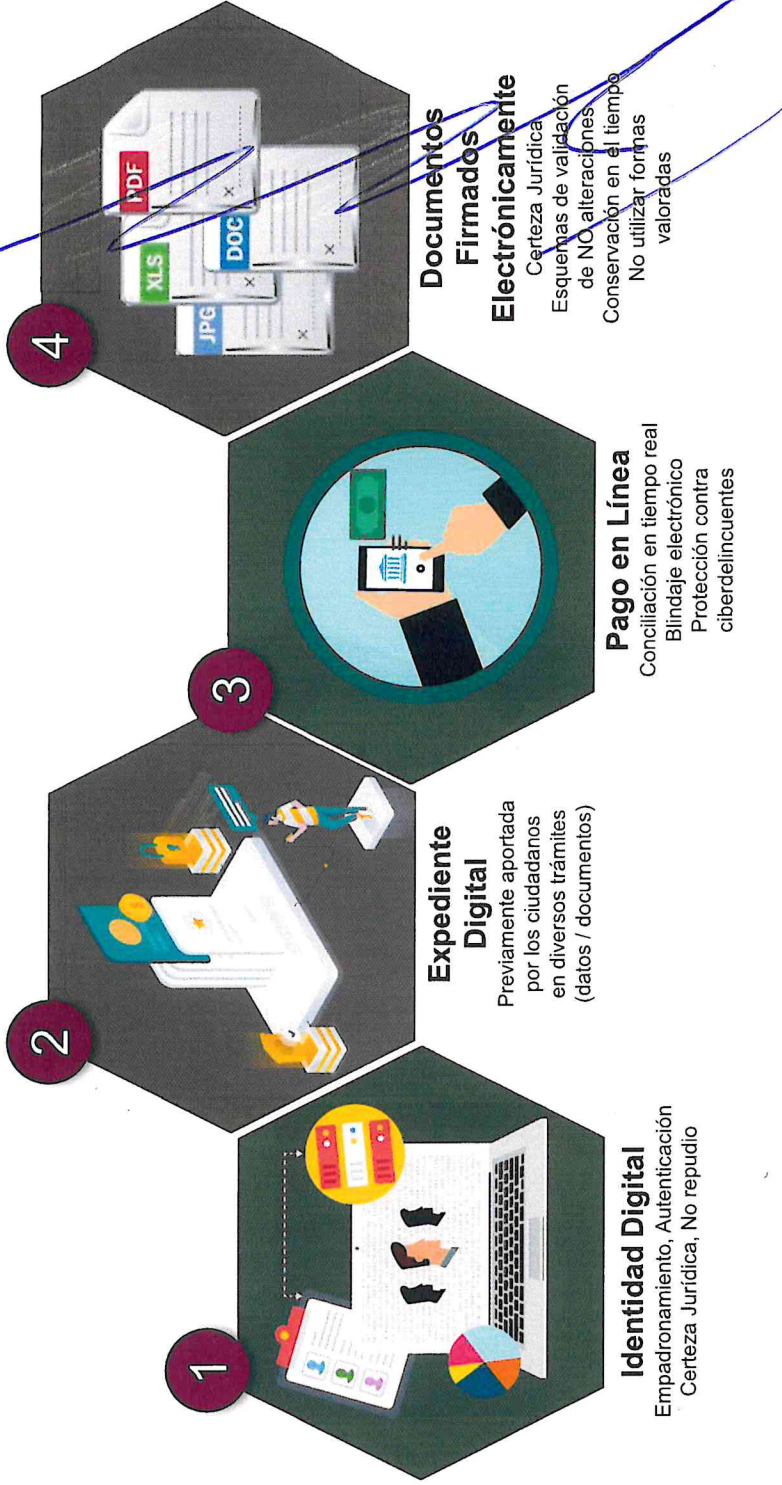 1
Identidad Digital
Empadronamiento, Autenticación
Certeza Jurídica, No repudio
2
Expediente
Digital
Previamente aportada
por los ciudadanos
en diversos trámites
(datos / documentos)
3
Pago en Línea
Conciliación en tiempo real
Blindaje electrónico
Protección contra
ciberdelincuentes
4
JPG
XLS
DOC
PDF
Documentos
Firmados
Electrónicamente
Certeza Jurídica
Esquemas de validación
de NO alteraciones
Conservación en el tiempo
No utilizar formas
valoradas